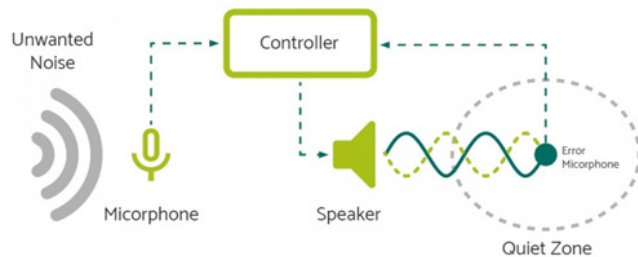 Unwanted
Noise
Controller
Micorphone
Speaker
Error
Micorphone
Quiet Zone